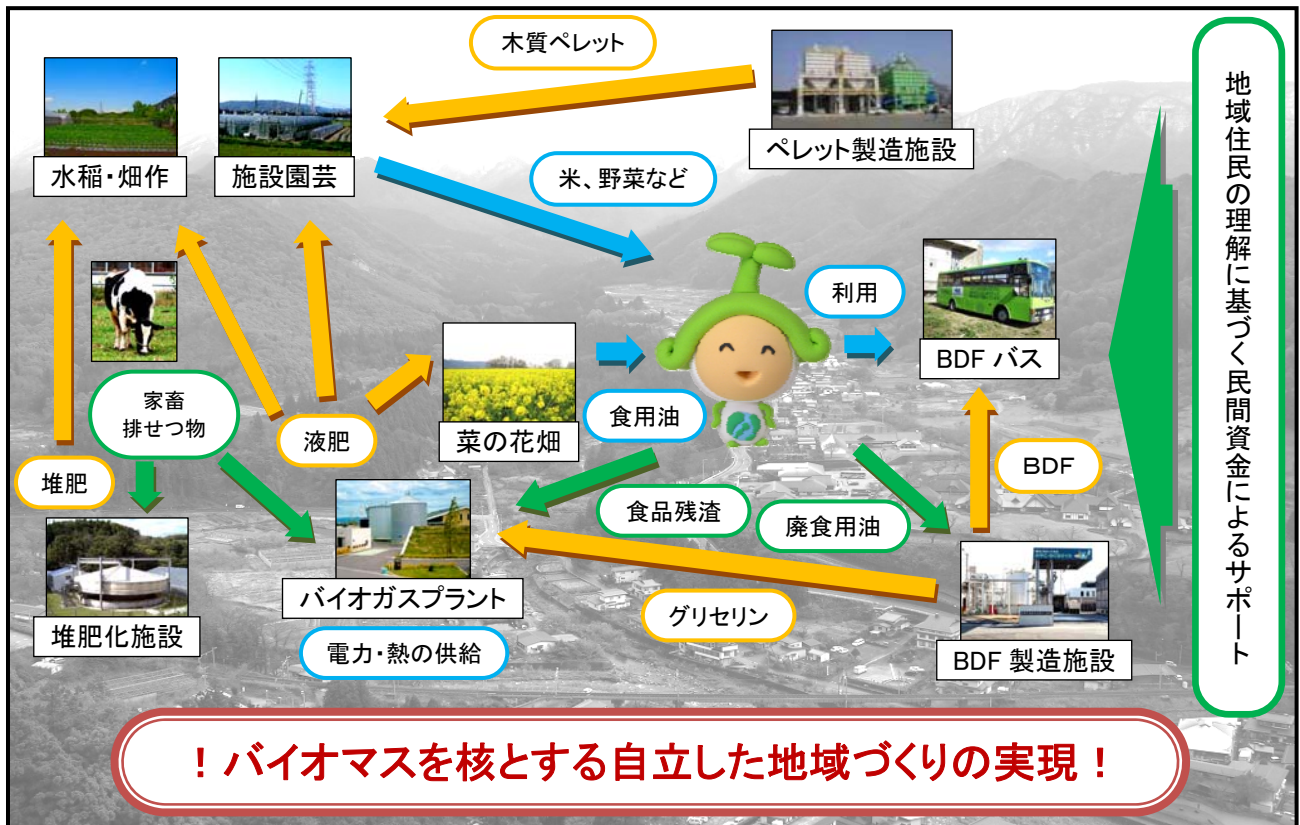 木質ペレット
水稲・畑作
施設園芸
ペレット製造施設
米、野菜など
利用
BDF バス
家畜
排せつ物
液肥
菜の花畑
食用油
堆肥
BDF
食品残渣
廃食用油
堆肥化施設
バイオガスプラント
グリセリン
BDF 製造施設
電力・熱の供給
地域住民の理解に基づく民間資金によるサポート
！バイオマスを核とする自立した地域づくりの実現！